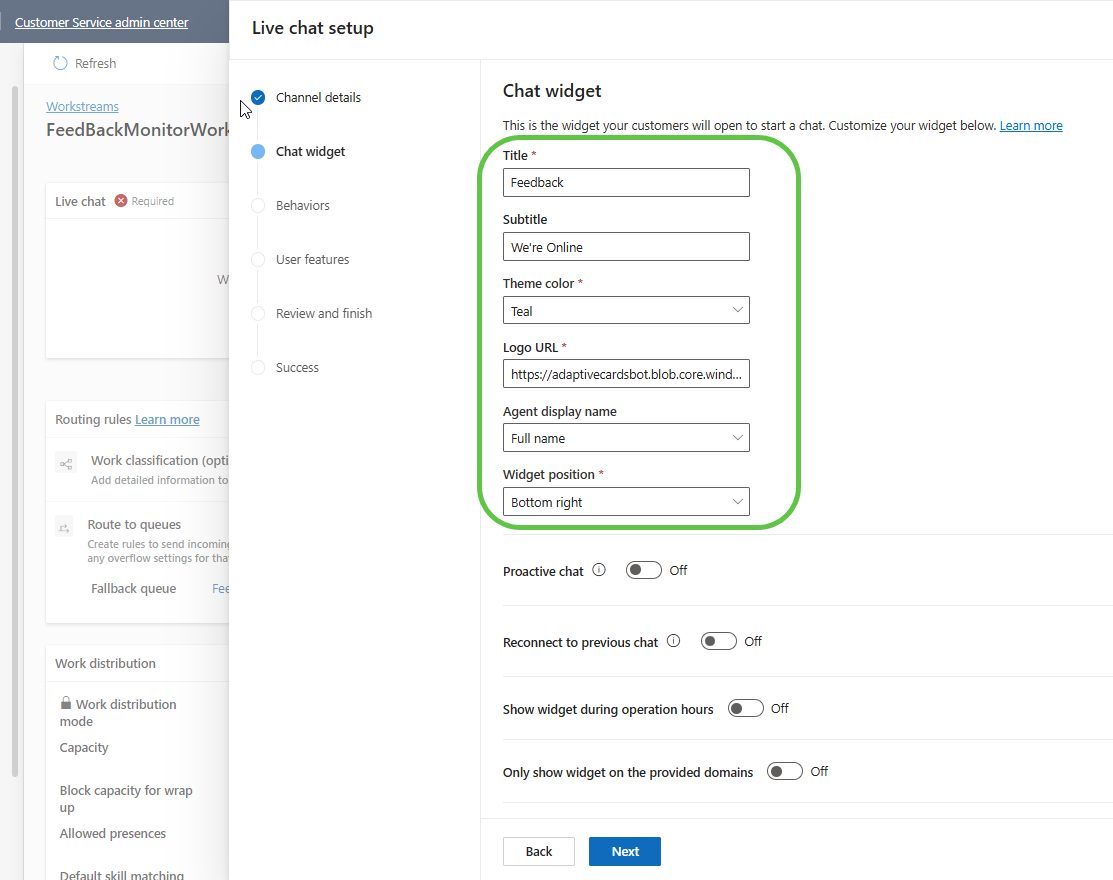 Customer Service admin center
Refresh
Workstreams
FeedBackMonitorWork
Live chat
Required
W
Routing rules Learn more
Work classification (opti
Add detailed information to
Route to queues
Create rules to send incoming
any overflow settings for tha
Fallback queue
Fee
Work distribution
Work distribution
mode
Capacity
Block capacity for wrap
up
Allowed presences
Default skill matching
Live chat setup
Channel details
Chat widget
Behaviors
User features
Review and finish
Success
Chat widget
This is the widget your customers will open to start a chat. Customize your widget below. Learn more
Title *
Feedback
Subtitle
We're Online
Theme color *
Teal
Logo URL *
https://adaptivecardsbot.blob.core.wind...
Agent display name
Full name
Widget position *
Bottom right
Proactive chat
Off
Reconnect to previous chat
Off
Show widget during operation hours
Off
Only show widget on the provided domains
Off
Back
Next